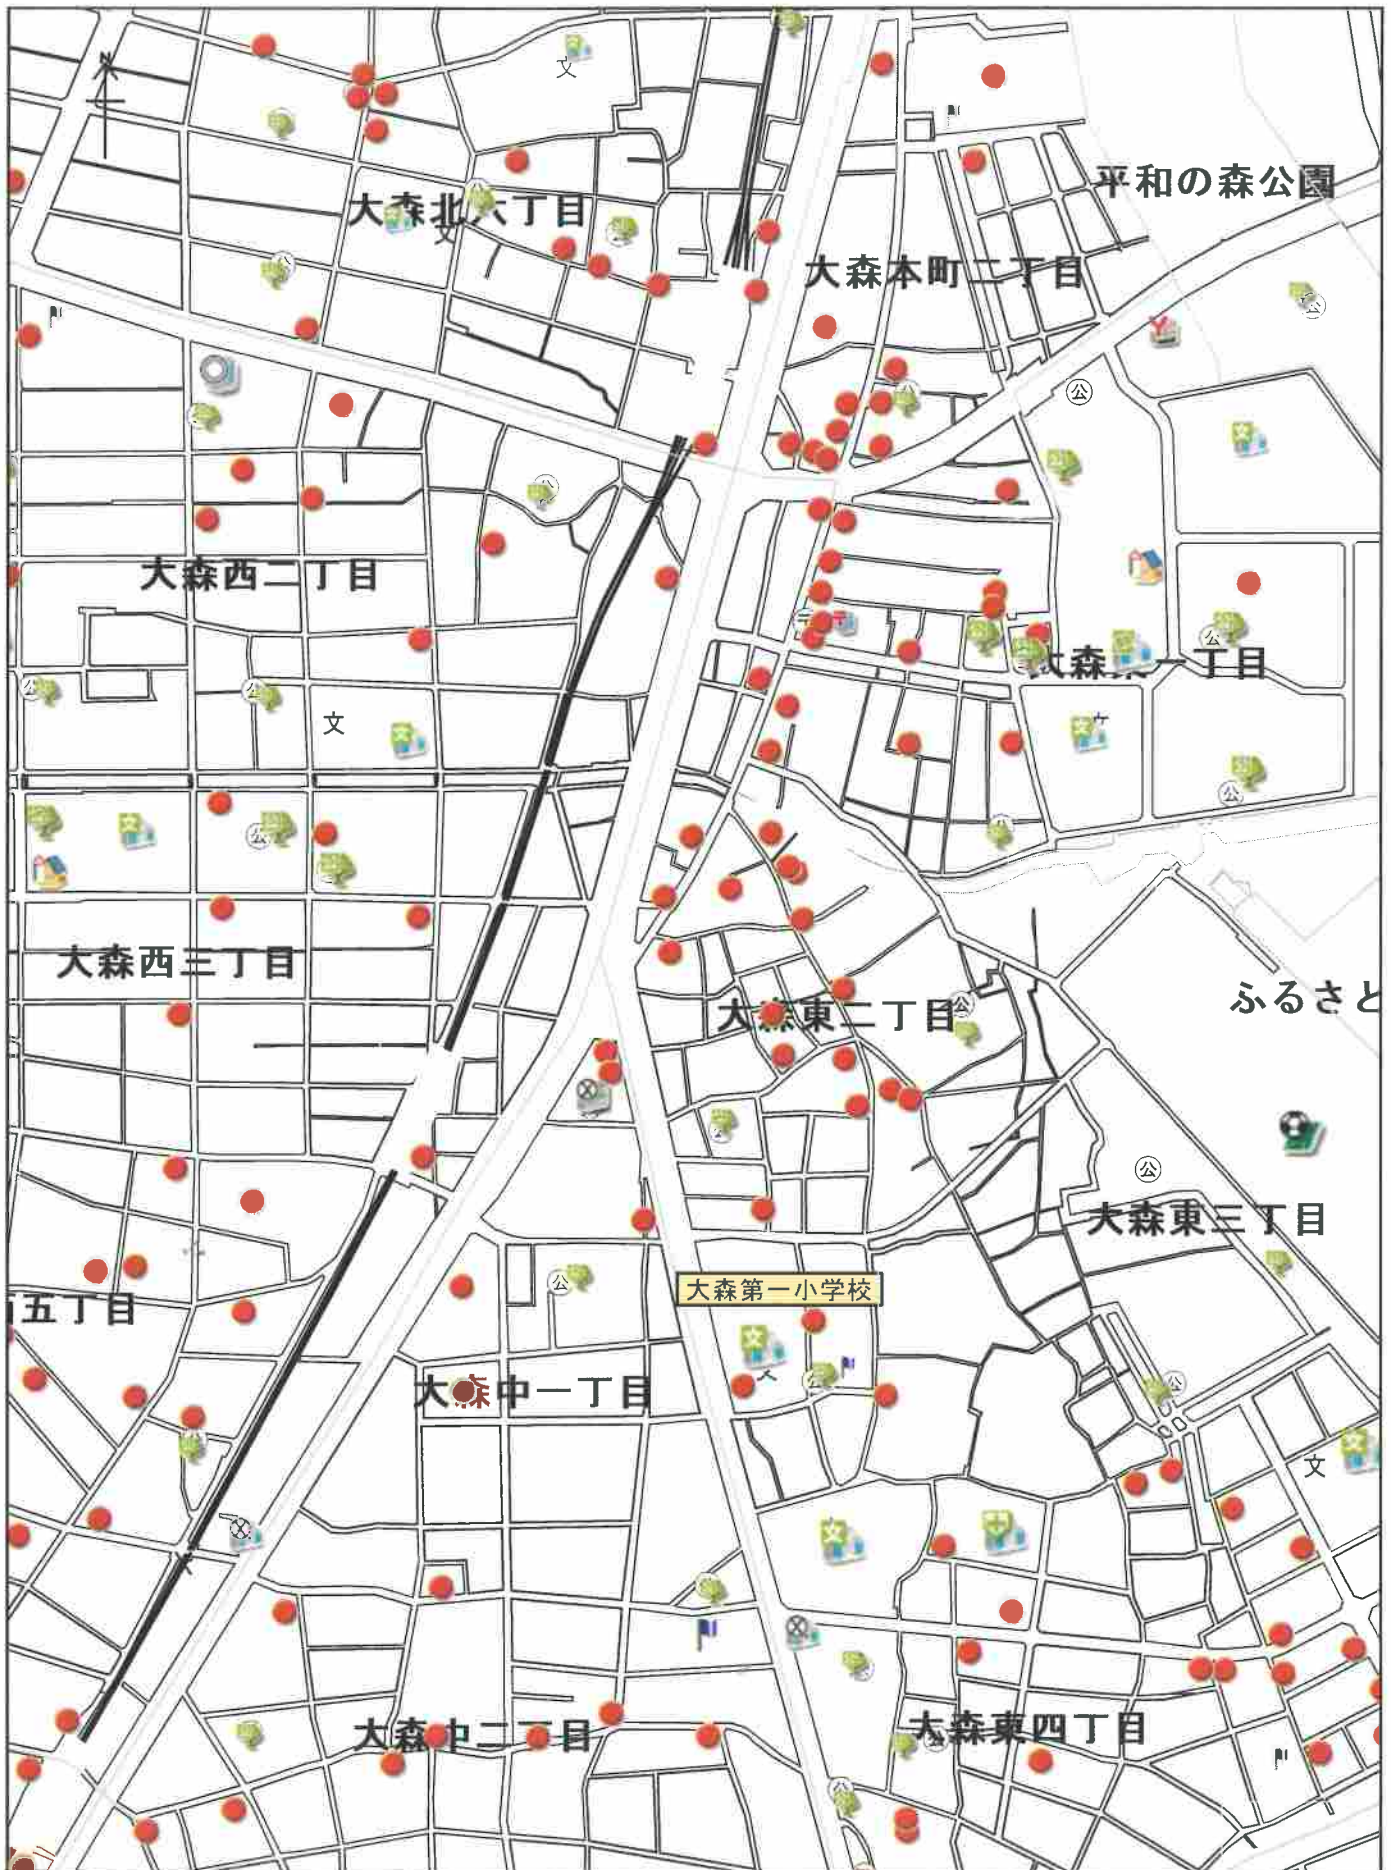 平和の森公園
大森北六丁目
大森本町二丁目
大森西二丁目
大森東一丁目
大森西三丁目
ふるさと
大森東二丁目
大森東三丁目
大森第一小学校
五丁目
大森中一丁目
大森中二丁目
大森東四丁目